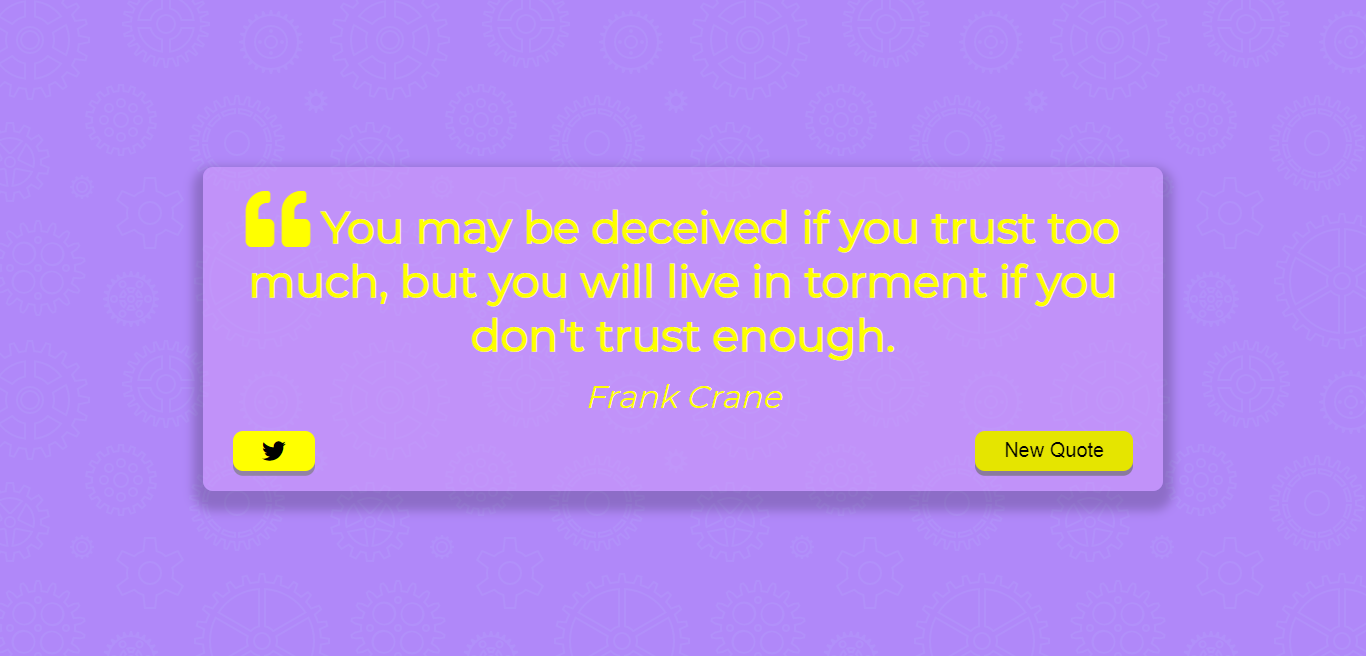 “ You may be deceived if you trust too
much, but you will live in torment if you
don't trust enough.
Frank Crane
New Quote